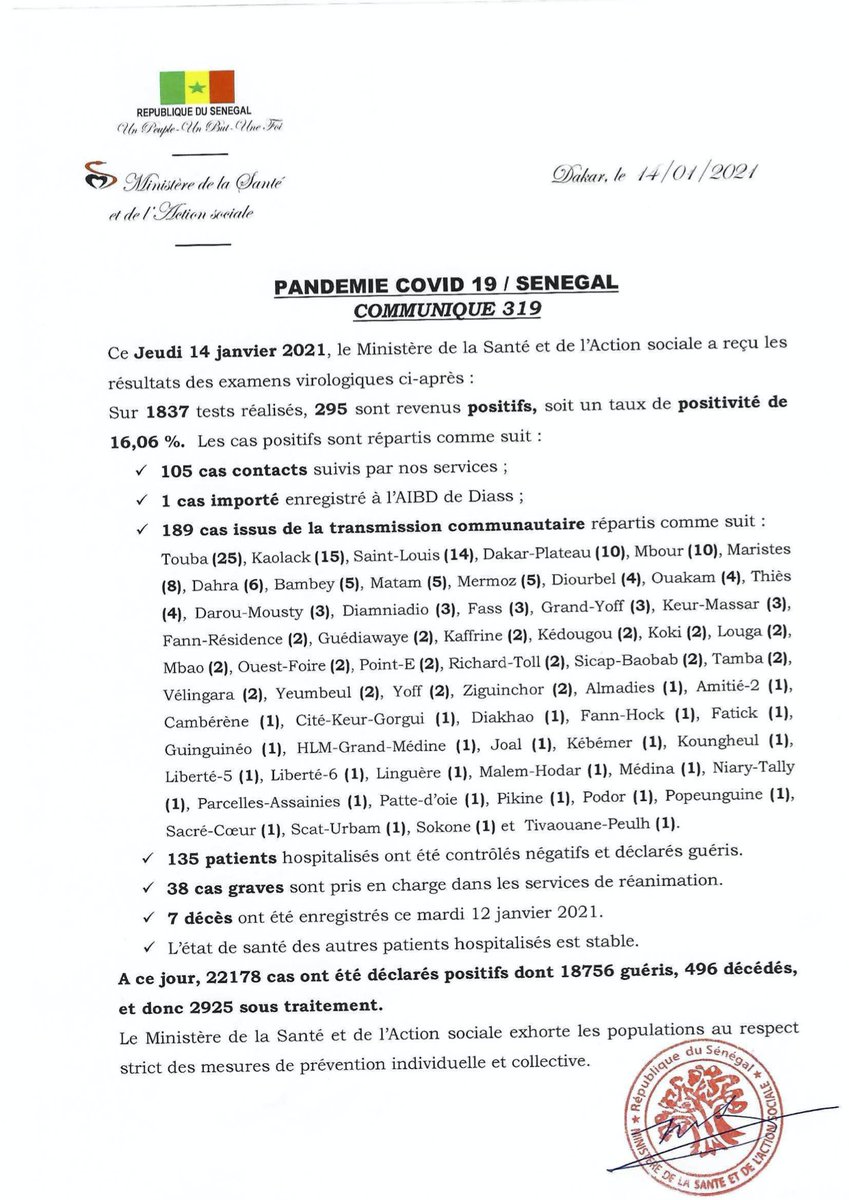 REPUBLIQUE DU SENEGAL
Un Peuple-Un But-Une Foi
Ministère de la Santé
et de l'Action sociale
Dakar, le 14/01/2021
PANDEMIE COVID 19 / SENEGAL
COMMUNIQUE 319
Ce Jeudi 14 janvier 2021, le Ministère de la Santé et de l'Action sociale a reçu les
résultats des examens virologiques ci-après :
Sur 1837 tests réalisés, 295 sont revenus positifs, soit un taux de positivité de
16,06 %. Les cas positifs sont répartis comme suit :
✓ 105 cas contacts suivis par nos services ;
✓ 1 cas importé enregistré à l'AIBD de Diass ;
✓ 189 cas issus de la transmission communautaire répartis comme suit :
Touba (25), Kaolack (15), Saint-Louis (14), Dakar-Plateau (10), Mbour (10), Maristes
(8), Dahra (6), Bambey (5), Matam (5), Mermoz (5), Diourbel (4), Ouakam (4), Thiès
(4), Darou-Mousty (3), Diamniadio (3), Fass (3), Grand-Yoff (3), Keur-Massar (3),
Fann-Résidence (2), Guédiawaye (2), Kaffrine (2), Kédougou (2), Koki (2), Louga (2),
Mbao (2), Ouest-Foire (2), Point-E (2), Richard-Toll (2), Sicap-Baobab (2), Tamba (2),
Vélingara (2), Yeumbeul (2), Yoff (2), Ziguinchor (2), Almadies (1), Amitié-2 (1),
Cambérène (1), Cité-Keur-Gorgui (1), Diakhao (1), Fann-Hock (1), Fatick (1),
Guinguinéo (1), HLM-Grand-Médine (1), Joal (1), Kébémer (1), Koungheul (1),
Liberté-5 (1), Liberté-6 (1), Linguère (1), Malem-Hodar (1), Médina (1), Niary-Tally
(1), Parcelles-Assainies (1), Patte-d'oie (1), Pikine (1), Podor (1), Popeunguine (1),
Sacré-Cœur (1), Scat-Urbam (1), Sokone (1) et Tivaouane-Peulh (1).
✓ 135 patients hospitalisés ont été contrôlés négatifs et déclarés guéris.
✓ 38 cas graves sont pris en charge dans les services de réanimation.
✓ 7 décès ont été enregistrés ce mardi 12 janvier 2021.
✓ L'état de santé des autres patients hospitalisés est stable.
A ce jour, 22178 cas ont été déclarés positifs dont 18756 guéris, 496 décédés,
et donc 2925 sous traitement.
Le Ministère de la Santé et de l'Action sociale exhorte les populations au respect
strict des mesures de prévention individuelle et collective.
République du Sénégal
MINISTÈRE DE LA SANTE ET DE L'ACTION SOCIALE